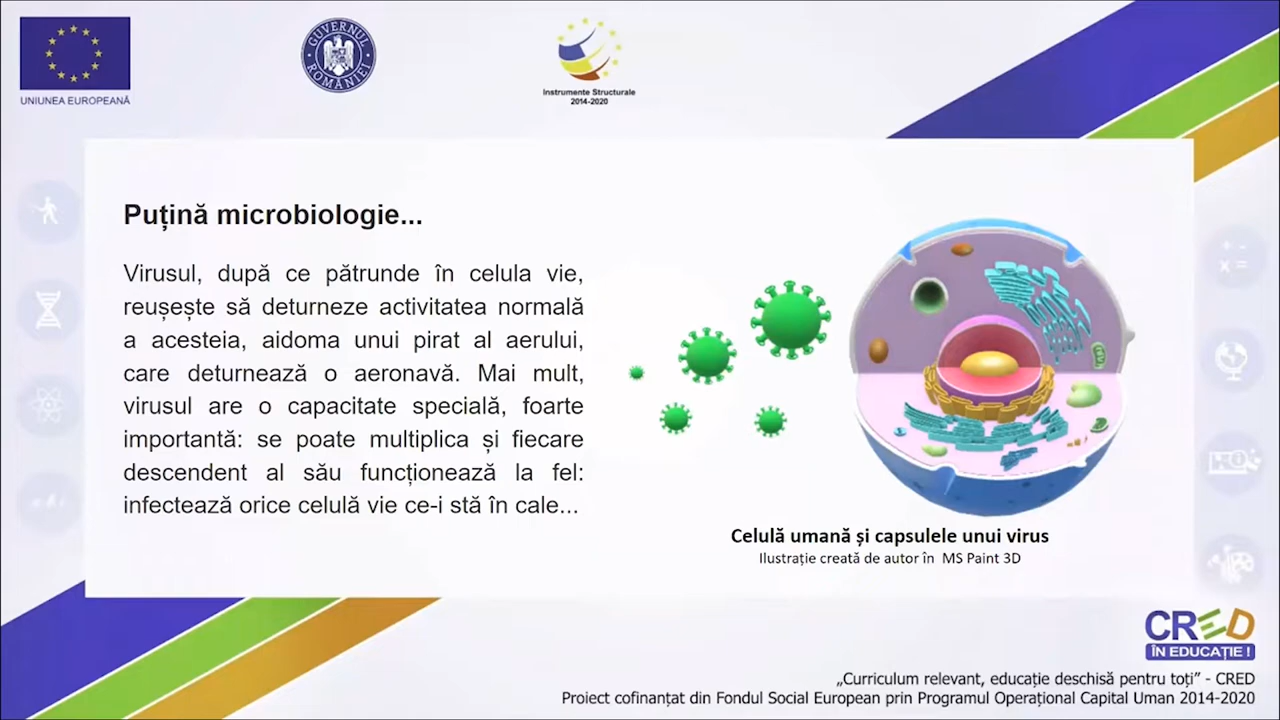 UNIUNEA EUROPEANĂ
GUVERNUL ROMÂNIEI
Instrumente Structurale
2014-2020
Puțină microbiologie...
Virusul, după ce pătrunde în celula vie,
reușește să deturneze activitatea normală
a acesteia, aidoma unui pirat al aerului,
care deturnează o aeronavă. Mai mult,
virusul are o capacitate specială, foarte
importantă: se poate multiplica și fiecare
descendent al său funcționează la fel:
infectează orice celulă vie ce-i stă în cale...
Celulă umană și capsulele unui virus
Ilustrație creată de autor în MS Paint 3D
CRED
ÎN EDUCAȚIE !
„Curriculum relevant, educație deschisă pentru toți” - CRED
Proiect cofinanțat din Fondul Social European prin Programul Operațional Capital Uman 2014-2020